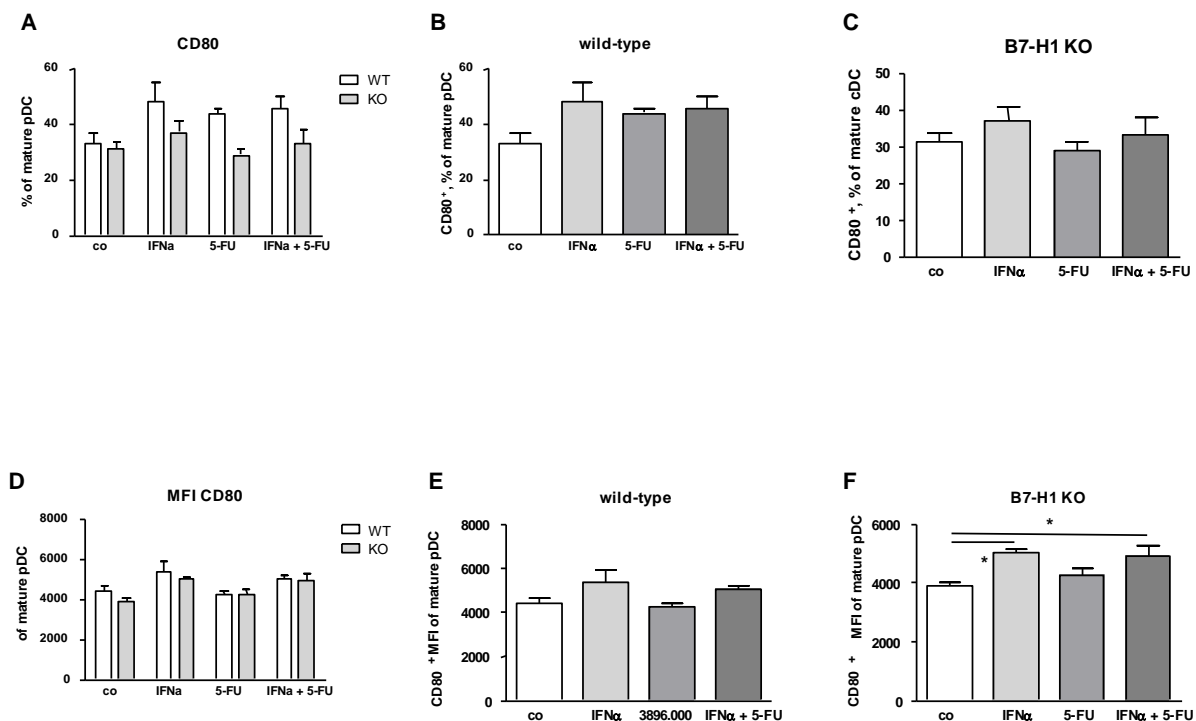 A
CD80
% of mature pDC
60
40
20
0
co
IFNa
5-FU
IFNa + 5-FU
WT
KO
B
wild-type
CD80 +, % of mature pDC
60
40
20
0
co
IFNα
5-FU
IFNα + 5-FU
C
B7-H1 KO
CD80 +, % of mature cDC
50
40
30
20
10
0
co
IFNα
5-FU
IFNα + 5-FU
D
MFI CD80
of mature pDC
8000
6000
4000
2000
0
co
IFNa
5-FU
IFNa + 5-FU
WT
KO
E
wild-type
CD80 + MFI of mature pDC
8000
6000
4000
2000
0
co
IFNα
3896.000
IFNα + 5-FU
F
B7-H1 KO
CD80 + MFI of mature pDC
6000
4000
2000
0
*
*
co
IFNα
5-FU
IFNα + 5-FU